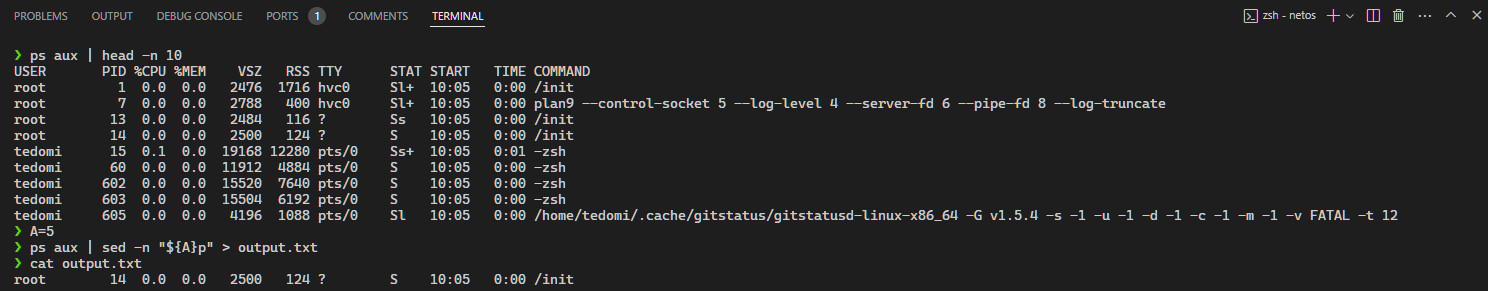 PROBLEMS OUTPUT DEBUG CONSOLE PORTS 1 COMMENTS TERMINAL zsh - netos
❯ ps aux | head -n 10
USER PID %CPU %MEM VSZ RSS TTY STAT START TIME COMMAND
root 1 0.0 0.0 2476 1716 hvc0 Sl+ 10:05 0:00 /init
root 7 0.0 0.0 2788 400 hvc0 Sl+ 10:05 0:00 plan9 --control-socket 5 --log-level 4 --server-fd 6 --pipe-fd 8 --log-truncate
root 13 0.0 0.0 2484 116 ? Ss 10:05 0:00 /init
root 14 0.0 0.0 2500 124 ? S 10:05 0:00 /init
tedomi 15 0.1 0.0 19168 12280 pts/0 Ss+ 10:05 0:01 -zsh
tedomi 60 0.0 0.0 11912 4884 pts/0 S 10:05 0:00 -zsh
tedomi 602 0.0 0.0 15520 7640 pts/0 S 10:05 0:00 -zsh
tedomi 603 0.0 0.0 15504 6192 pts/0 S 10:05 0:00 -zsh
tedomi 605 0.0 0.0 4196 1088 pts/0 Sl 10:05 0:00 /home/tedomi/.cache/gitstatus/gitstatusd-linux-x86_64 -G v1.5.4 -s -1 -u -1 -d -1 -c -1 -m -1 -v FATAL -t 12
❯ A=5
❯ ps aux | sed -n "${A}p" > output.txt
❯ cat output.txt
root 14 0.0 0.0 2500 124 ? S 10:05 0:00 /init